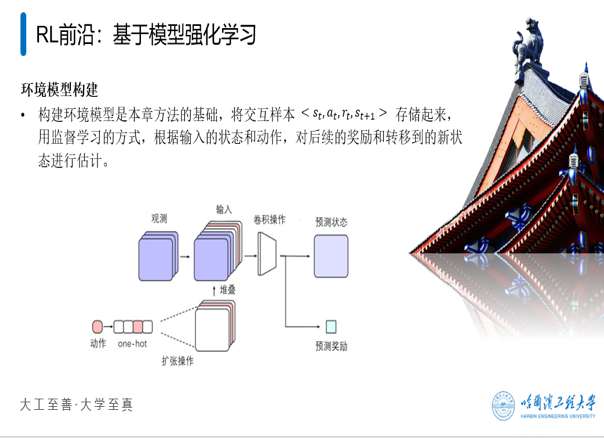 RL前沿：基于模型强化学习
环境模型构建
• 构建环境模型是本章方法的基础，将交互样本 < s_t, a_t, r_t, s_{t+1} > 存储起来，
用监督学习的方式，根据输入的状态和动作，对后续的奖励和转移到的新状
态进行估计。
观测
输入
卷积操作
预测状态
堆叠
动作
one-hot
扩张操作
预测奖励
大工至善·大学至真
哈尔滨工程大学
HARBIN ENGINEERING UNIVERSITY